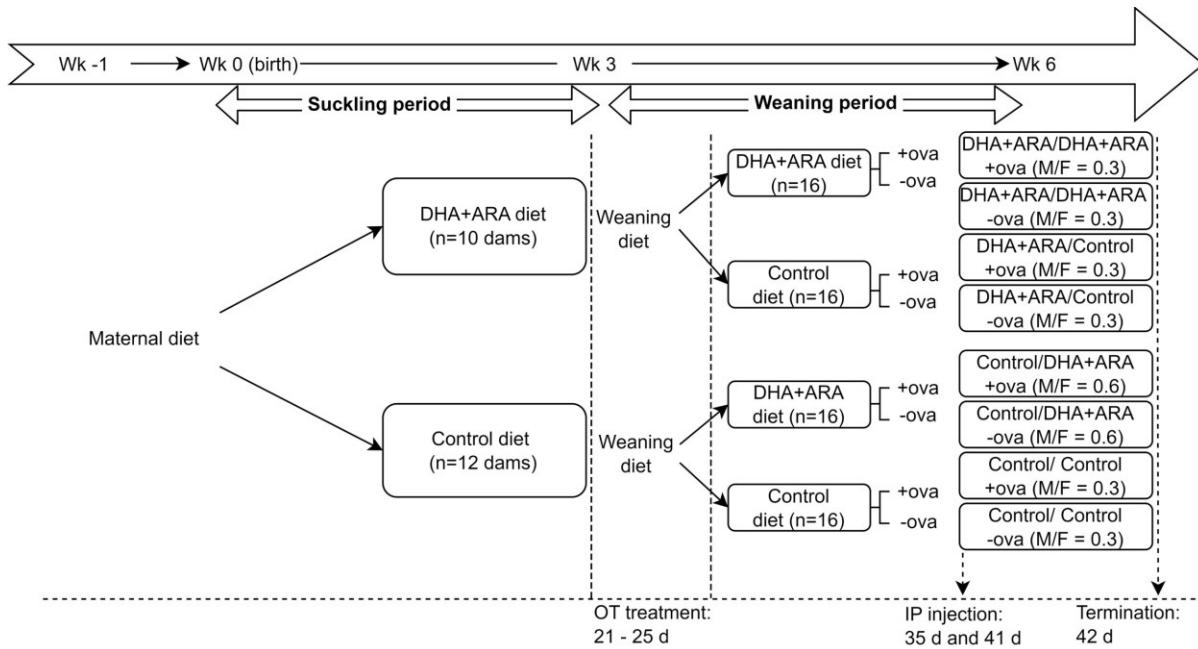 Wk -1
Wk 0 (birth)
Wk 3
Wk 6
Suckling period
Weaning period
Maternal diet
DHA+ARA diet
(n=10 dams)
Control diet
(n=12 dams)
Weaning
diet
DHA+ARA diet
(n=16)
+ova
-ova
Control
diet (n=16)
+ova
-ova
Weaning
diet
DHA+ARA
diet (n=16)
+ova
-ova
Control
diet (n=16)
+ova
-ova
DHA+ARA/DHA+ARA
+ova (M/F = 0.3)
DHA+ARA/DHA+ARA
-ova (M/F = 0.3)
DHA+ARA/Control
+ova (M/F = 0.3)
DHA+ARA/Control
-ova (M/F = 0.3)
Control/DHA+ARA
+ova (M/F = 0.6)
Control/DHA+ARA
-ova (M/F = 0.6)
Control/ Control
+ova (M/F = 0.3)
Control/ Control
-ova (M/F = 0.3)
OT treatment:
21 - 25 d
IP injection:
35 d and 41 d
Termination:
42 d